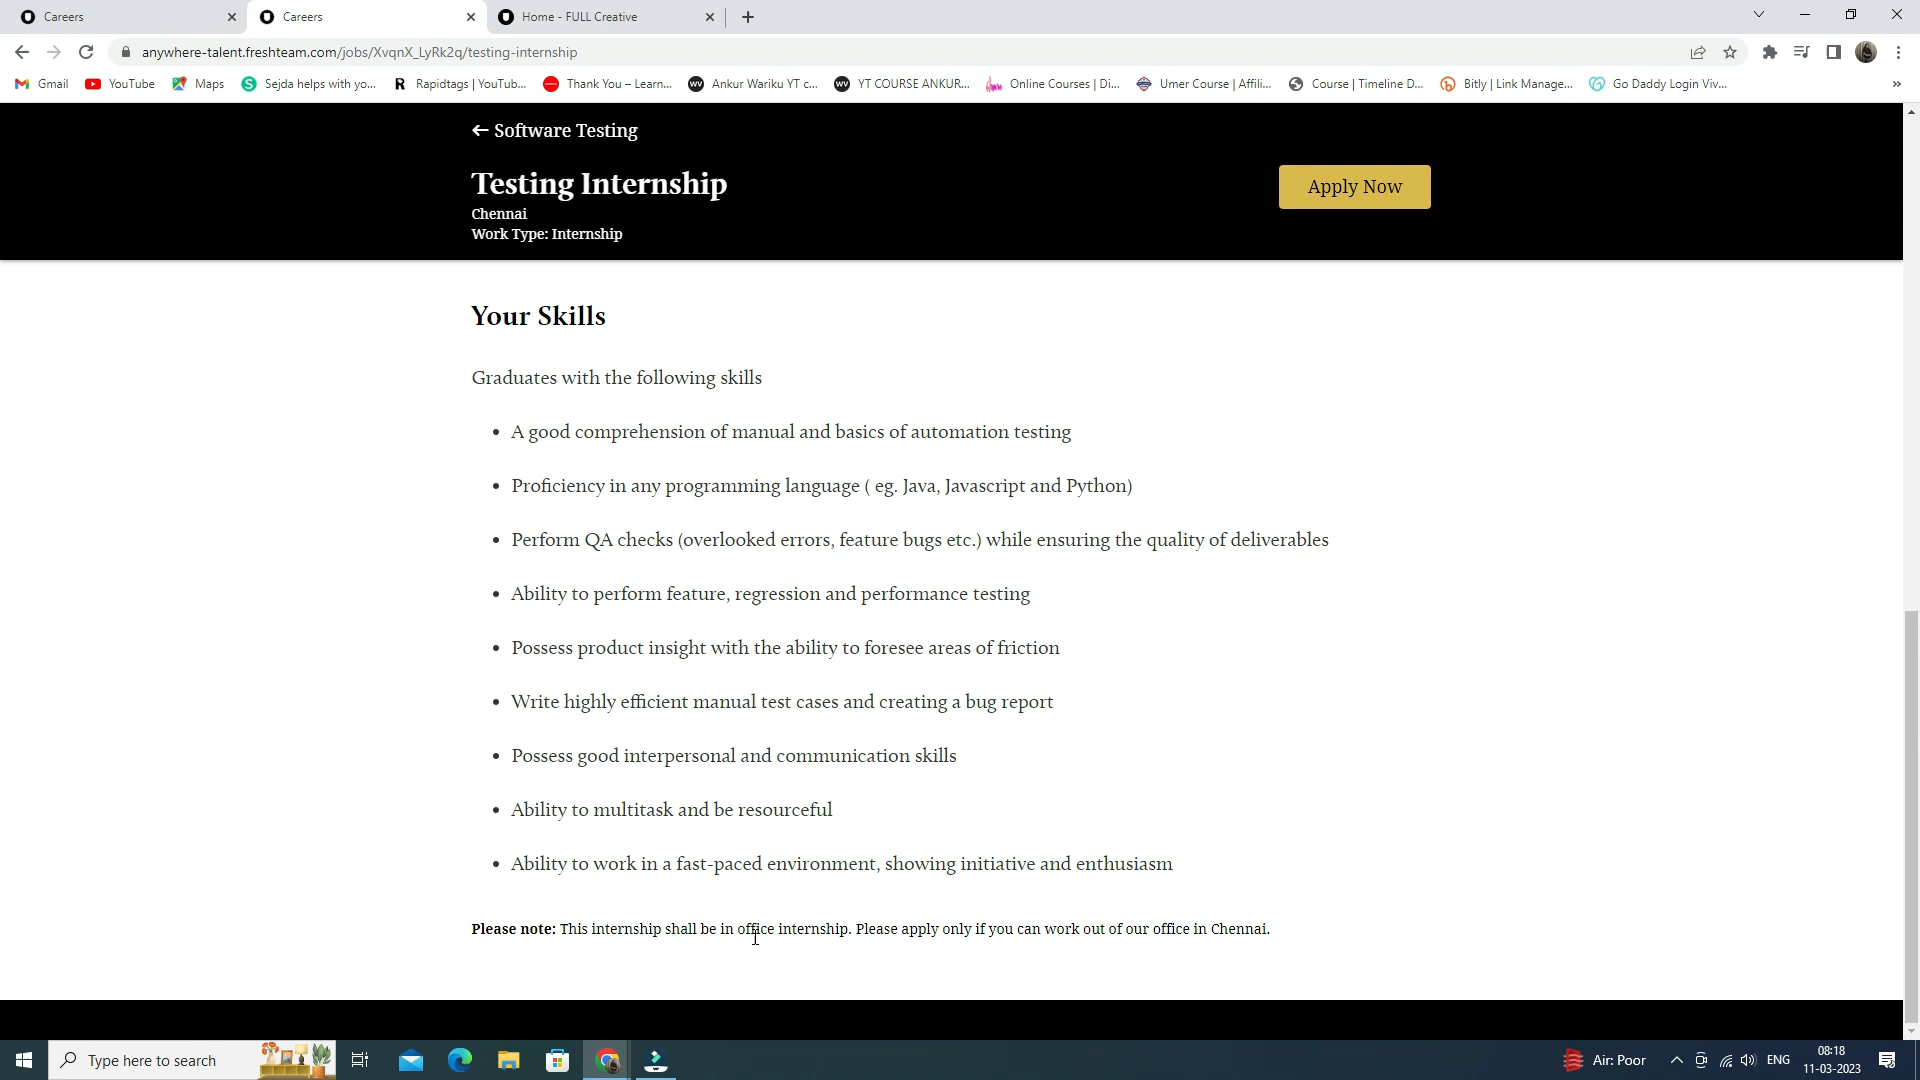 Careers
Careers
Home - FULL Creative
anywhere-talent.freshteam.com/jobs/XvqnX_LyRk2q/testing-internship
Gmail
YouTube
Maps
Sejda helps with yo...
Rapidtags | YouTub...
Thank You – Learn...
Ankur Wariku YT c...
YT COURSE ANKUR...
Online Courses | Di...
Umer Course | Affili...
Course | Timeline D...
Bitly | Link Manage...
Go Daddy Login Viv...
»
← Software Testing
Testing Internship
Apply Now
Chennai
Work Type: Internship
Your Skills
Graduates with the following skills
• A good comprehension of manual and basics of automation testing
• Proficiency in any programming language ( eg. Java, Javascript and Python)
• Perform QA checks (overlooked errors, feature bugs etc.) while ensuring the quality of deliverables
• Ability to perform feature, regression and performance testing
• Possess product insight with the ability to foresee areas of friction
• Write highly efficient manual test cases and creating a bug report
• Possess good interpersonal and communication skills
• Ability to multitask and be resourceful
• Ability to work in a fast-paced environment, showing initiative and enthusiasm
Please note: This internship shall be in office internship. Please apply only if you can work out of our office in Chennai.
Type here to search
Air: Poor
ENG
08:18
11-03-2023